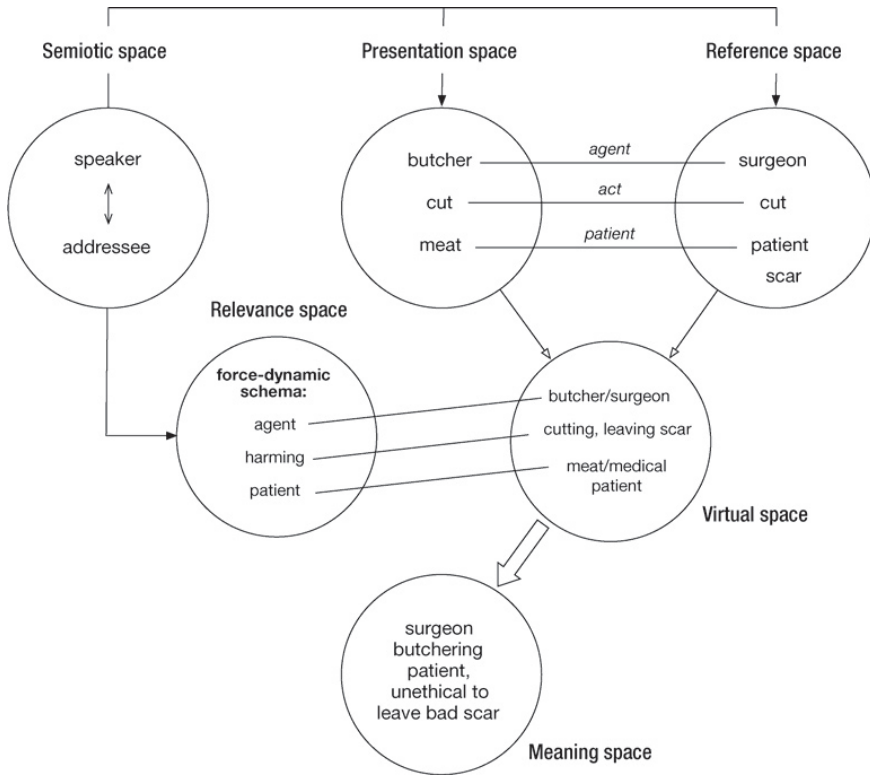 Semiotic space
Presentation space
Reference space
speaker
addressee
butcher
cut
meat
agent
act
patient
surgeon
cut
patient
scar
Relevance space
force-dynamic
schema:
agent
harming
patient
butcher/surgeon
cutting, leaving scar
meat/medical
patient
Virtual space
surgeon
butchering
patient,
unethical to
leave bad scar
Meaning space